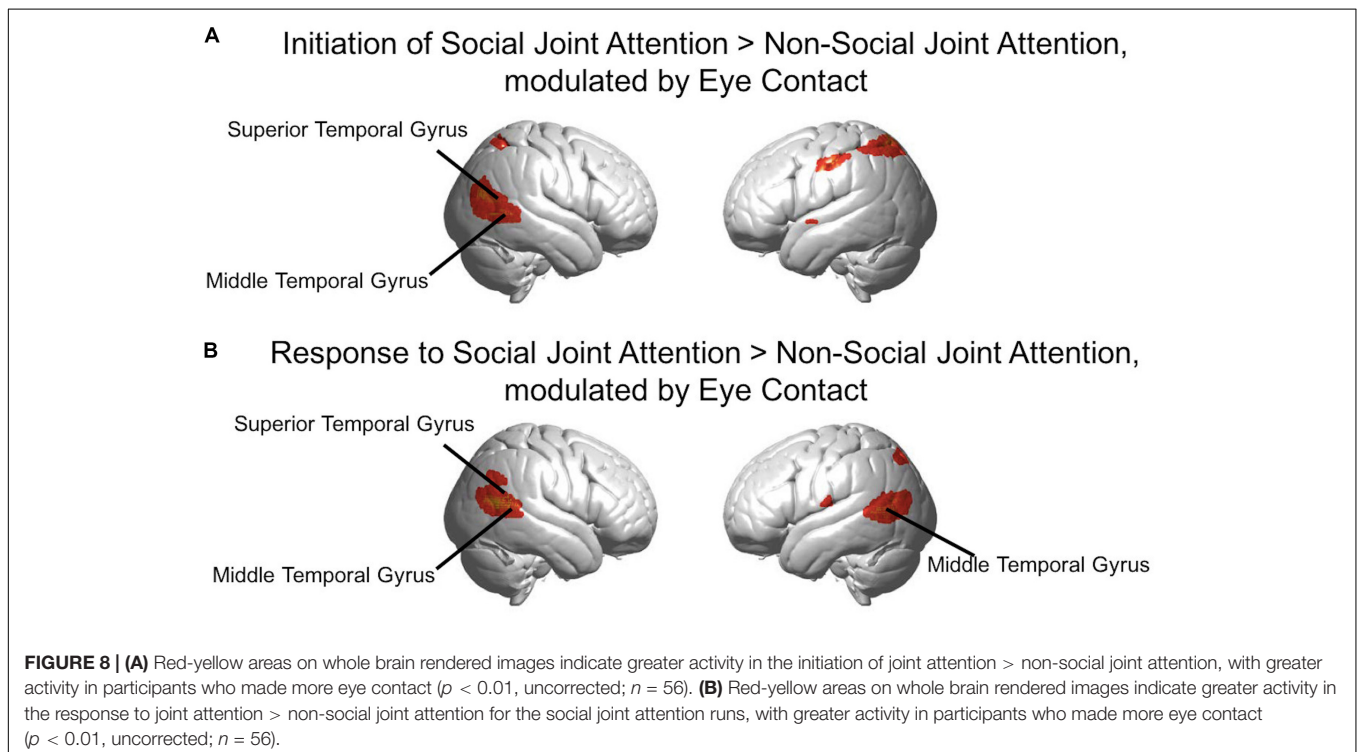 A
Initiation of Social Joint Attention > Non-Social Joint Attention,
modulated by Eye Contact
Superior Temporal Gyrus
Middle Temporal Gyrus
B
Response to Social Joint Attention > Non-Social Joint Attention,
modulated by Eye Contact
Superior Temporal Gyrus
Middle Temporal Gyrus
Middle Temporal Gyrus
FIGURE 8 | (A) Red-yellow areas on whole brain rendered images indicate greater activity in the initiation of joint attention > non-social joint attention, with greater
activity in participants who made more eye contact (p < 0.01, uncorrected; n = 56). (B) Red-yellow areas on whole brain rendered images indicate greater activity in
the response to joint attention > non-social joint attention for the social joint attention runs, with greater activity in participants who made more eye contact
(p < 0.01, uncorrected; n = 56).